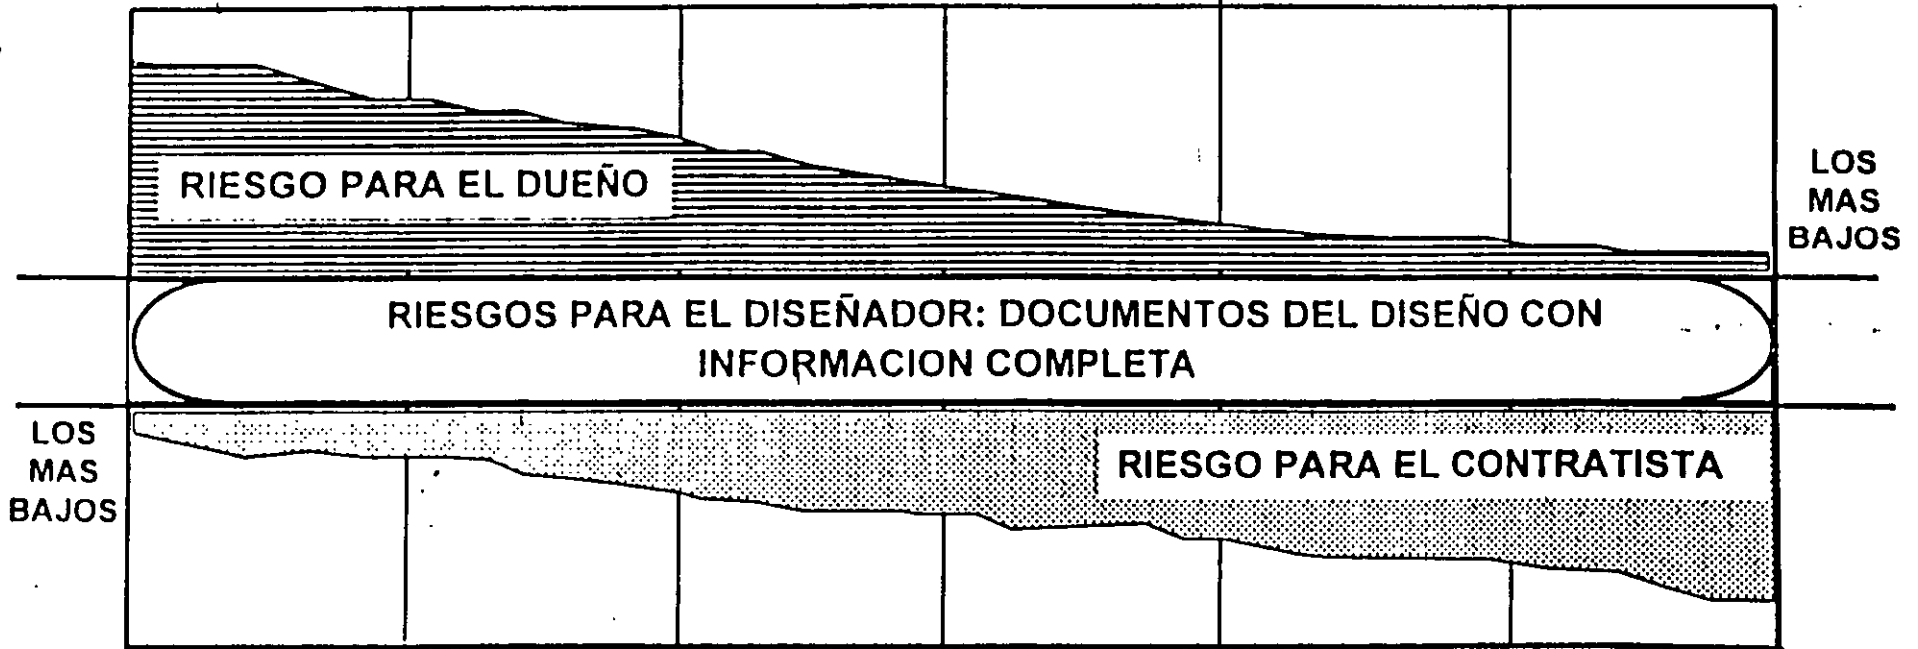 RIESGO PARA EL DUEÑO
LOS
MAS
BAJOS
RIESGOS PARA EL DISEÑADOR: DOCUMENTOS DEL DISEÑO CON
INFORMACION COMPLETA
LOS
MAS
BAJOS
RIESGO PARA EL CONTRATISTA